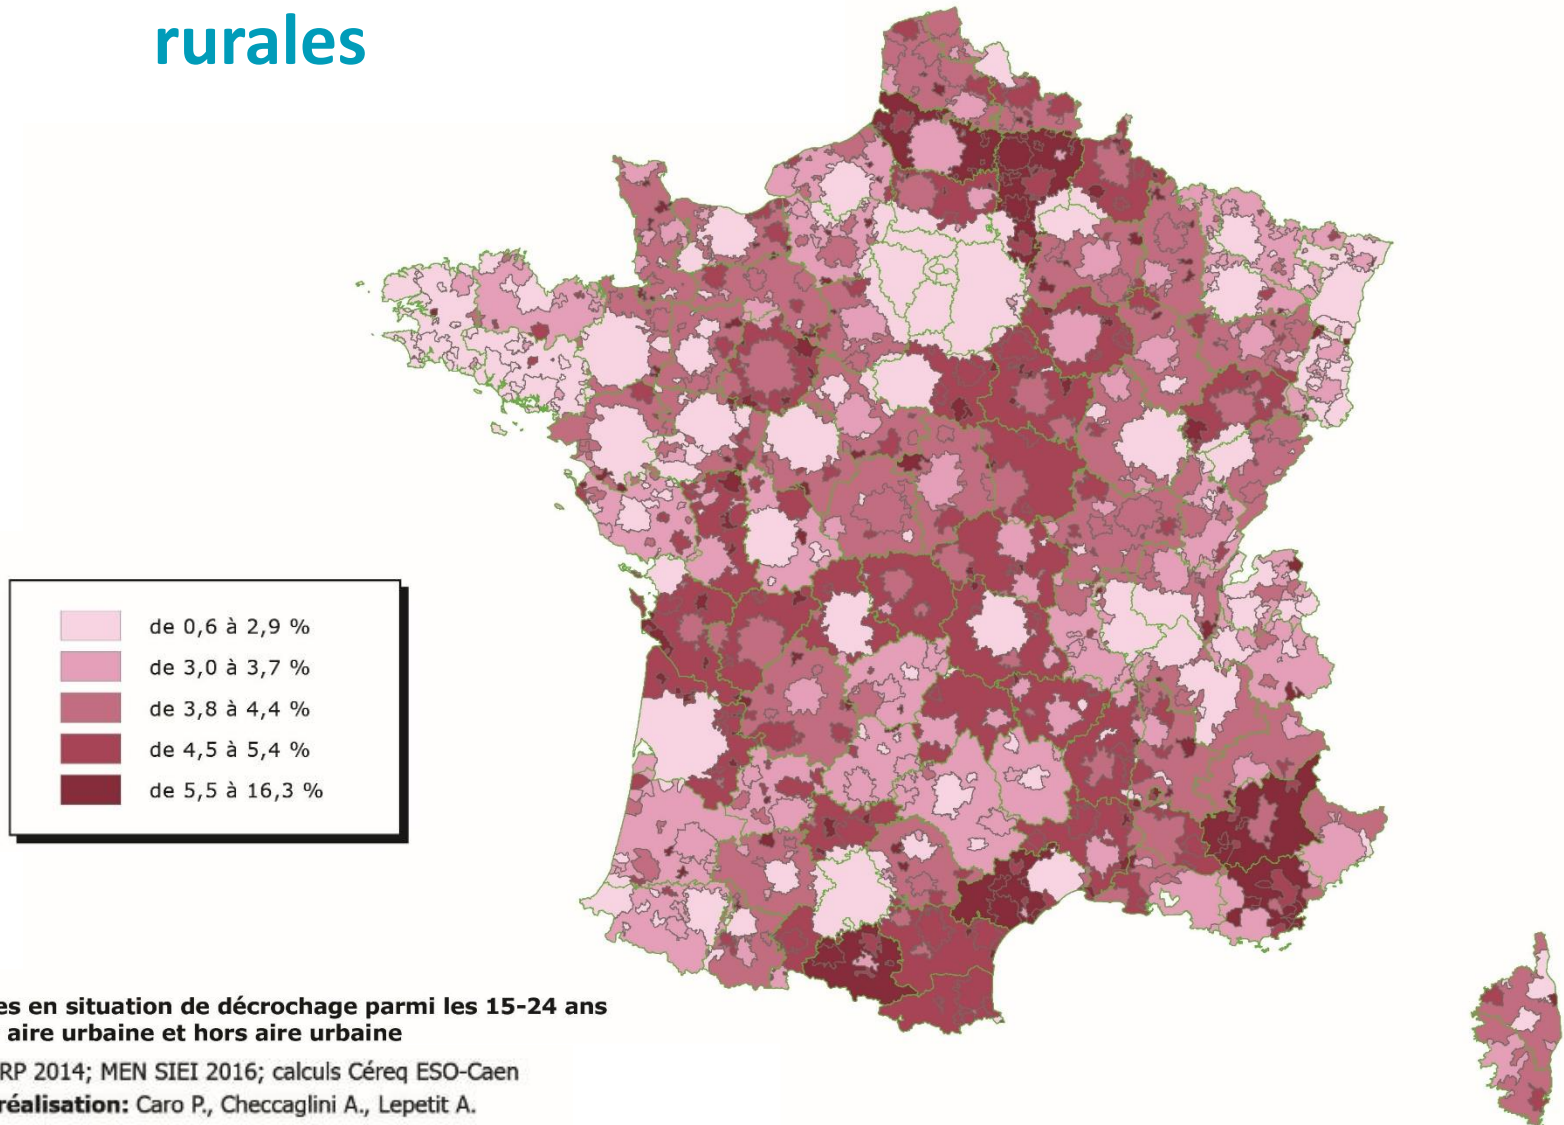 rurales
de 0,6 à 2,9 %
de 3,0 à 3,7 %
de 3,8 à 4,4 %
de 4,5 à 5,4 %
de 5,5 à 16,3 %
es en situation de décrochage parmi les 15-24 ans
aire urbaine et hors aire urbaine
RP 2014; MEN SIEI 2016; calculs Céreq ESO-Caen
réalisation: Caro P., Checcaglini A., Lepetit A.